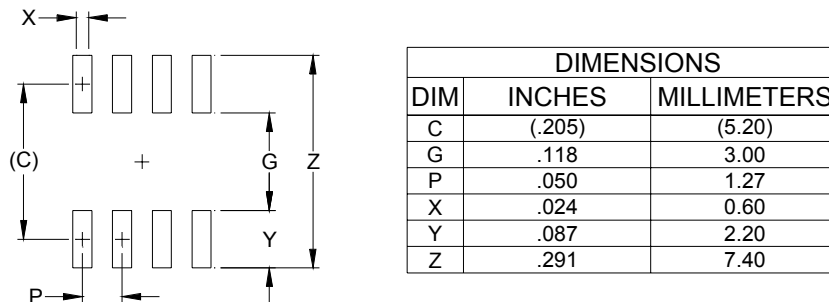 X
(C)
G
Z
Y
P
DIMENSIONS
DIM INCHES MILLIMETERS
C (.205) (5.20)
G .118 3.00
P .050 1.27
X .024 0.60
Y .087 2.20
Z .291 7.40